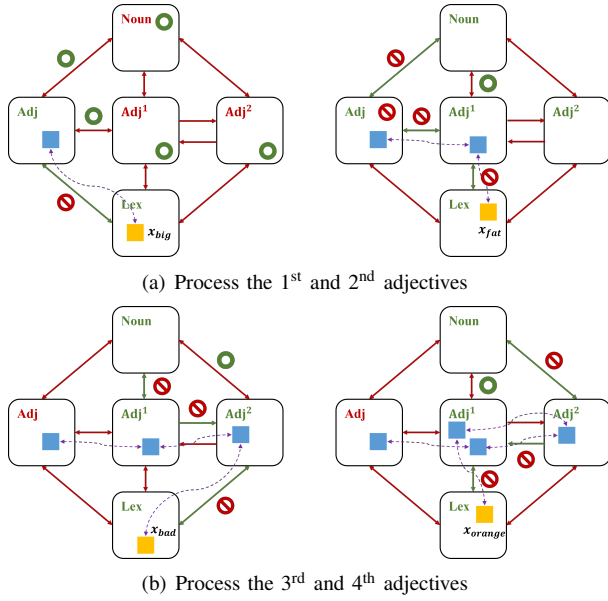 Noun
Adj
Adj¹
Adj²
Lex
x_big
Noun
Adj
Adj¹
Adj²
Lex
x_fat
(a) Process the 1st and 2nd adjectives
Noun
Adj
Adj¹
Adj²
Lex
x_bad
Noun
Adj
Adj¹
Adj²
Lex
x_orange
(b) Process the 3rd and 4th adjectives